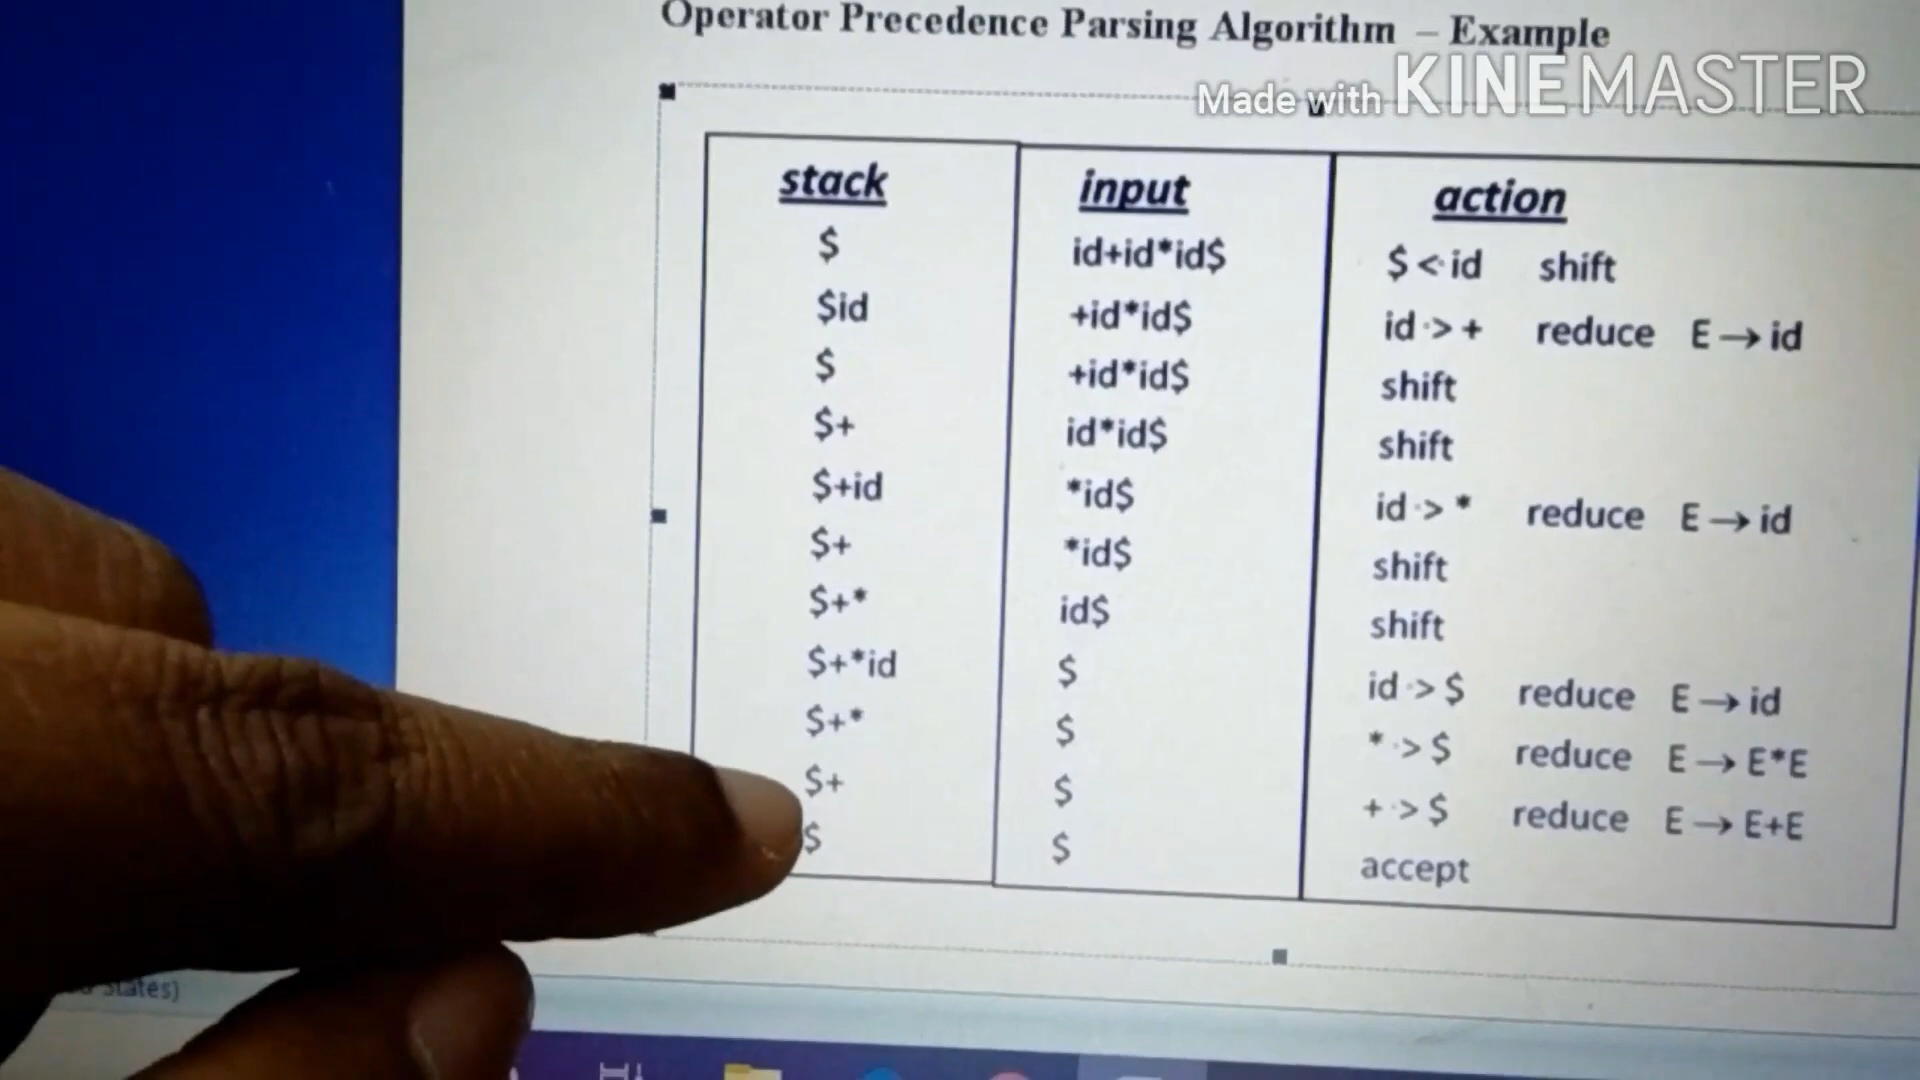 Operator Precedence Parsing Algorithm – Example
Made with KINEMASTER
stack input action
$ id+id*id$ $ <· id shift
$id +id*id$ id ·> + reduce E → id
$ +id*id$ shift
$+ id*id$ shift
$+id *id$ id ·> * reduce E → id
$+ *id$ shift
$+* id$ shift
$+*id $ id ·> $ reduce E → id
$+* $ * ·> $ reduce E → E*E
$+ $ + ·> $ reduce E → E+E
$ $ accept
States)